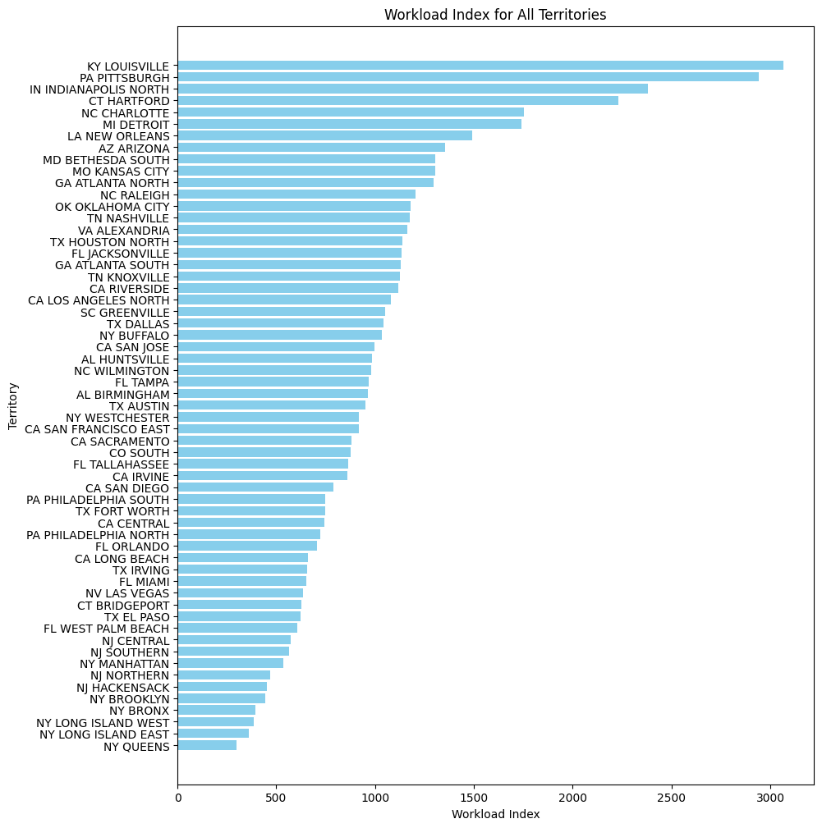 Workload Index for All Territories
KY LOUISVILLE
PA PITTSBURGH
IN INDIANAPOLIS NORTH
CT HARTFORD
NC CHARLOTTE
MI DETROIT
LA NEW ORLEANS
AZ ARIZONA
MD BETHESDA SOUTH
MO KANSAS CITY
GA ATLANTA NORTH
NC RALEIGH
OK OKLAHOMA CITY
TN NASHVILLE
VA ALEXANDRIA
TX HOUSTON NORTH
FL JACKSONVILLE
GA ATLANTA SOUTH
TN KNOXVILLE
CA RIVERSIDE
CA LOS ANGELES NORTH
SC GREENVILLE
TX DALLAS
NY BUFFALO
CA SAN JOSE
AL HUNTSVILLE
NC WILMINGTON
FL TAMPA
AL BIRMINGHAM
TX AUSTIN
NY WESTCHESTER
CA SAN FRANCISCO EAST
CA SACRAMENTO
CO SOUTH
FL TALLAHASSEE
CA IRVINE
CA SAN DIEGO
PA PHILADELPHIA SOUTH
TX FORT WORTH
CA CENTRAL
PA PHILADELPHIA NORTH
FL ORLANDO
CA LONG BEACH
TX IRVING
FL MIAMI
NV LAS VEGAS
CT BRIDGEPORT
TX EL PASO
FL WEST PALM BEACH
NJ CENTRAL
NJ SOUTHERN
NY MANHATTAN
NJ NORTHERN
NJ HACKENSACK
NY BROOKLYN
NY BRONX
NY LONG ISLAND WEST
NY LONG ISLAND EAST
NY QUEENS
Territory
0 500 1000 1500 2000 2500 3000
Workload Index